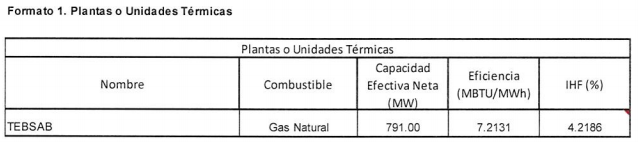 Formato 1. Plantas o Unidades Térmicas
Plantas o Unidades Térmicas
Nombre
Combustible
Capacidad
Efectiva Neta
(MW)
Eficiencia
(MBTU/MWh)
IHF (%)
TEBSAB
Gas Natural
791.00
7.2131
4.2186